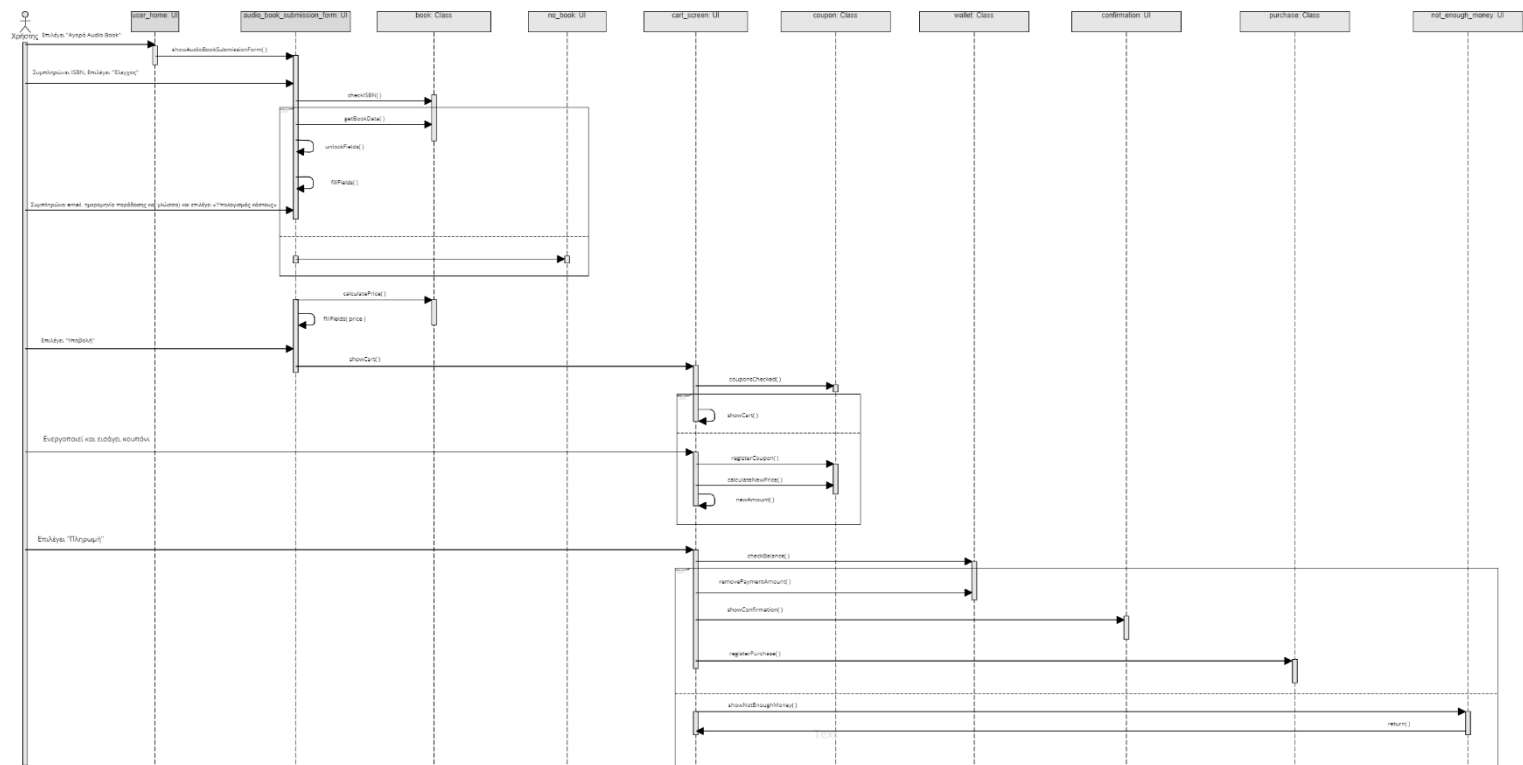 user_home: UI
audio_book_submission_form: UI
book: Class
no_book: UI
cart_screen: UI
coupon: Class
wallet: Class
confirmation: UI
purchase: Class
not_enough_money: UI
Χρήστης
Επιλέγει "Αγορά Audio Book"
showAudioBookSubmissionForm( )
Συμπληρώνει ISBN, Επιλέγει "Έλεγχος"
checkISBN( )
getBookData( )
unlockFields( )
fillFields( )
Συμπληρώνει email, ημερομηνία παράδοσης και γλώσσα) και επιλέγει «Υπολογισμός κόστους»
calculatePrice( )
fillFields( price )
Επιλέγει "Υποβολή"
showCart( )
couponsChecked( )
showCart( )
Ενεργοποιεί και εισάγει κουπόνι
registerCoupon( )
calculateNewPrice( )
newAmount( )
Επιλέγει "Πληρωμή"
checkBalance( )
removePaymentAmount( )
showConfirmation( )
registerPurchase( )
showNotEnoughMoney( )
return( )
Text